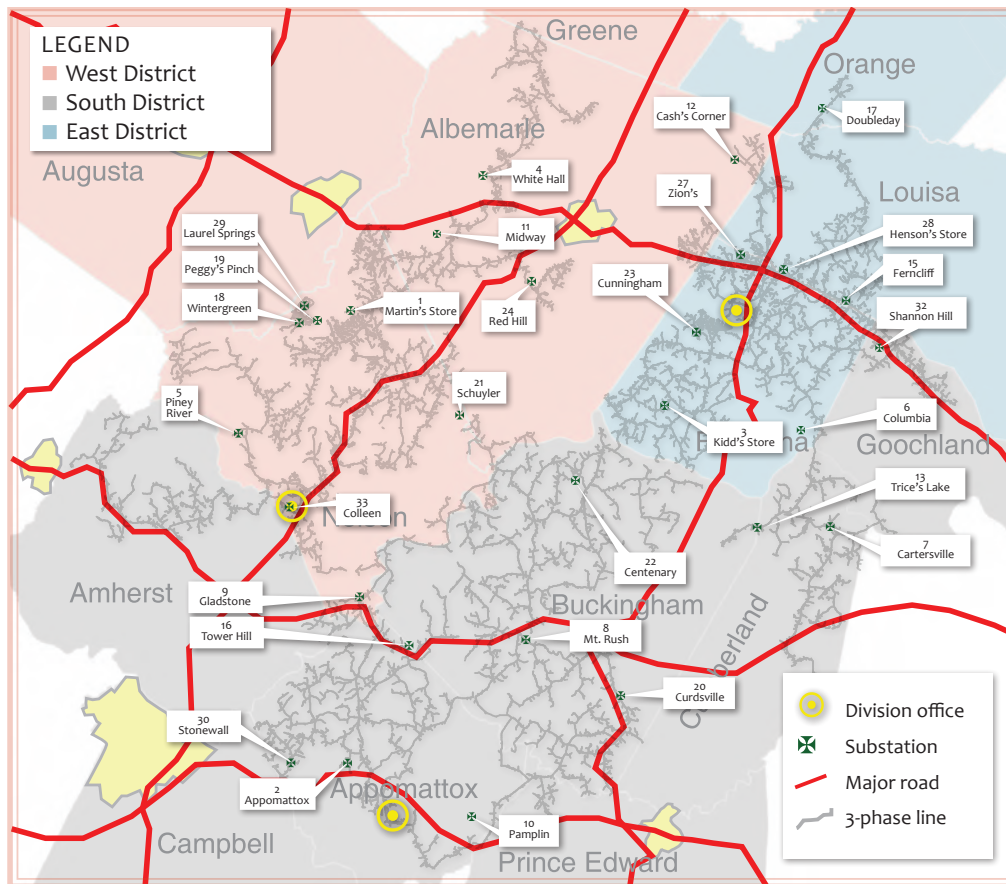 LEGEND
West District
South District
East District
Greene
Orange
Albemarle
Augusta
Louisa
12
Cash's Corner
17
Doubleday
4
White Hall
27
Zion's
29
Laurel Springs
11
Midway
28
Henson's Store
19
Peggy's Pinch
23
Cunningham
15
Ferncliff
18
Wintergreen
1
Martin's Store
24
Red Hill
32
Shannon Hill
5
Piney
River
21
Schuyler
3
Kidd's Store
6
Columbia
Goochland
13
Trice's Lake
33
Colleen
Nelson
7
Cartersville
22
Centenary
Amherst
9
Gladstone
Buckingham
16
Tower Hill
8
Mt. Rush
Cumberland
20
Curdsville
30
Stonewall
2
Appomattox
Appomattox
10
Pamplin
Campbell
Prince Edward
Division office
Substation
Major road
3-phase line